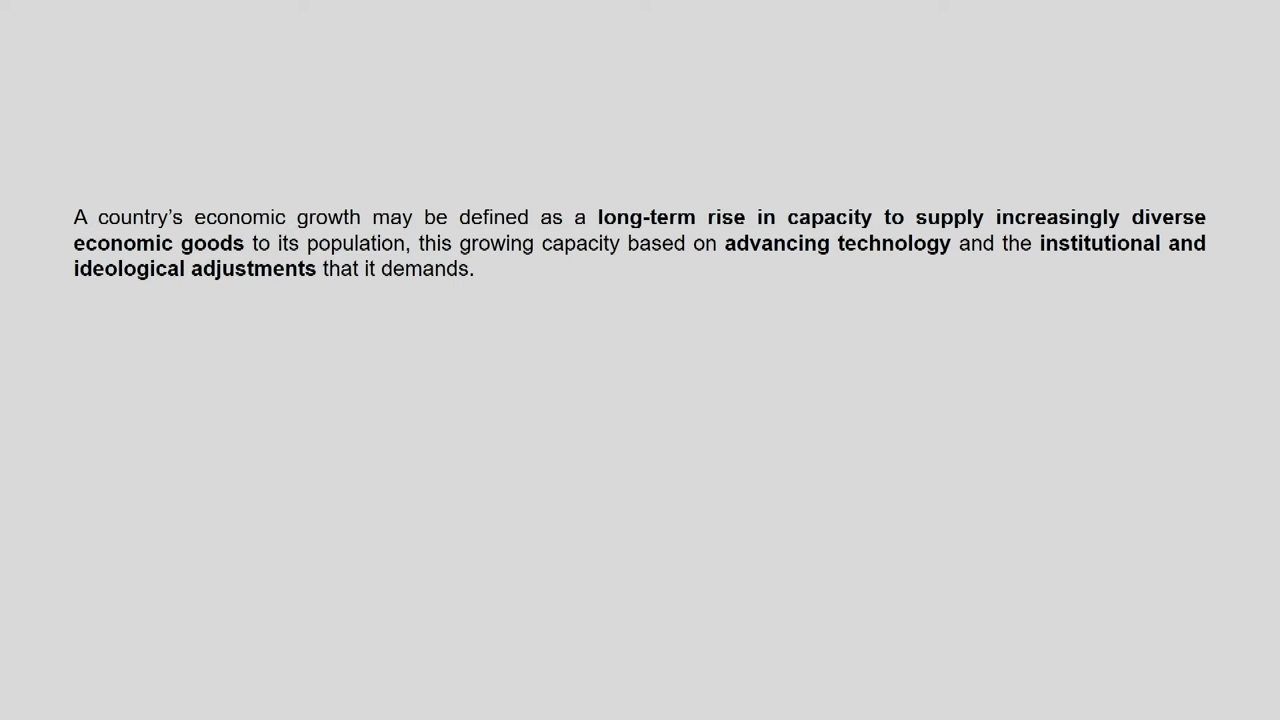 A country’s economic growth may be defined as a long-term rise in capacity to supply increasingly diverse
economic goods to its population, this growing capacity based on advancing technology and the institutional and
ideological adjustments that it demands.